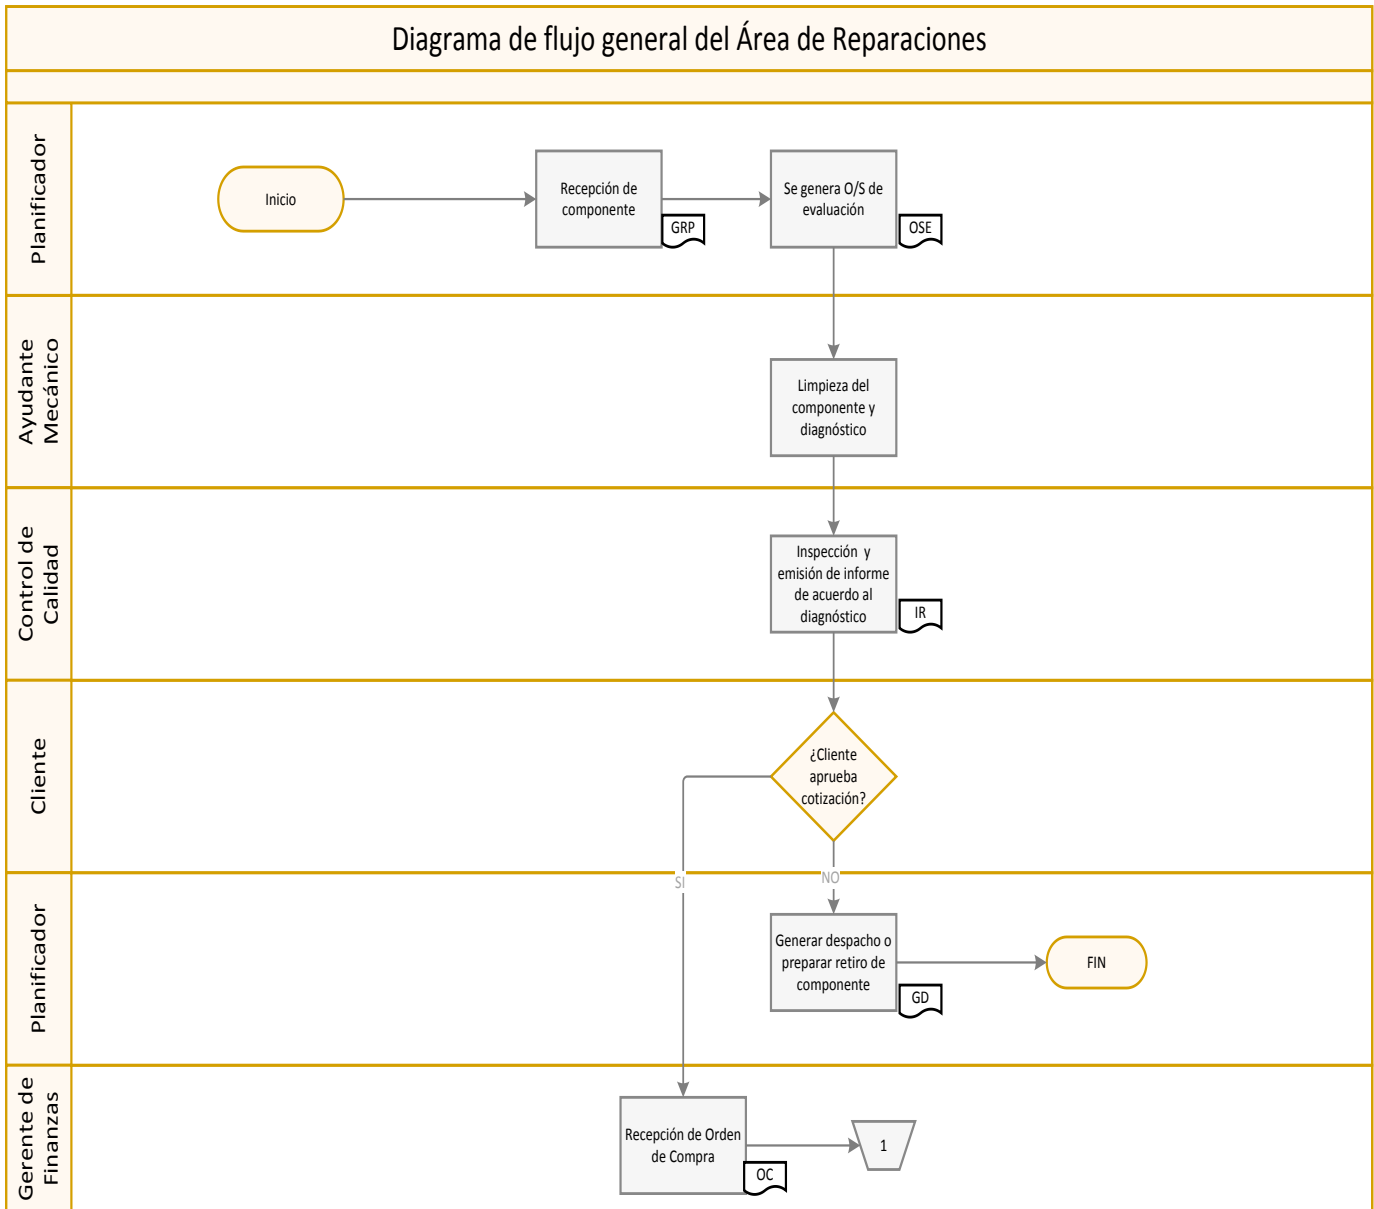 Diagrama de flujo general del Área de Reparaciones
Planificador
Inicio
Recepción de
componente
GRP
Se genera O/S de
evaluación
OSE
Ayudante
Mecánico
Limpieza del
componente y
diagnóstico
Control de
Calidad
Inspección y
emisión de informe
de acuerdo al
diagnóstico
IR
Cliente
¿Cliente
aprueba
cotización?
SI
NO
Planificador
Generar despacho o
preparar retiro de
componente
GD
FIN
Gerente de
Finanzas
Recepción de Orden
de Compra
OC
1